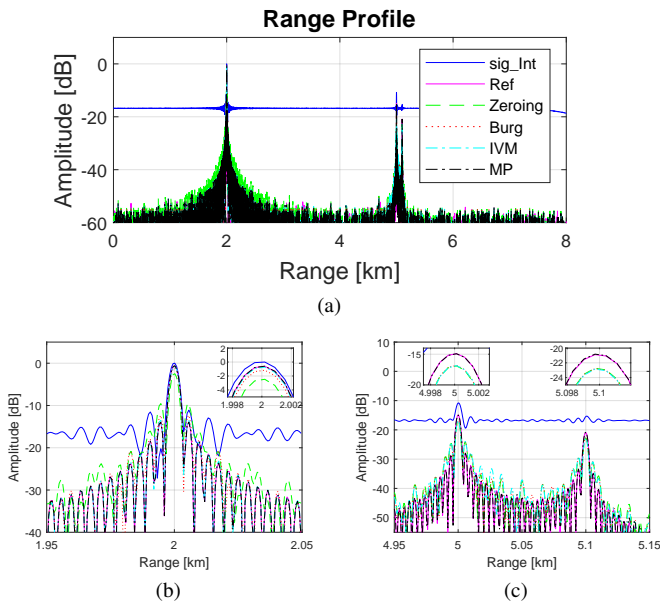 Range Profile
Amplitude [dB]
0
-20
-40
-60
0
2
4
6
8
Range [km]
sig_Int
Ref
Zeroing
Burg
IVM
MP
(a)
Amplitude [dB]
10
0
-10
-20
-30
-40
1.95
2
2.05
Range [km]
2
0
-2
-4
1.998
2
2.002
(b)
Amplitude [dB]
10
0
-10
-20
-30
-40
-50
4.95
5
5.05
5.1
5.15
Range [km]
-15
-20
4.998
5
5.002
-20
-22
-24
5.098
5.1
(c)